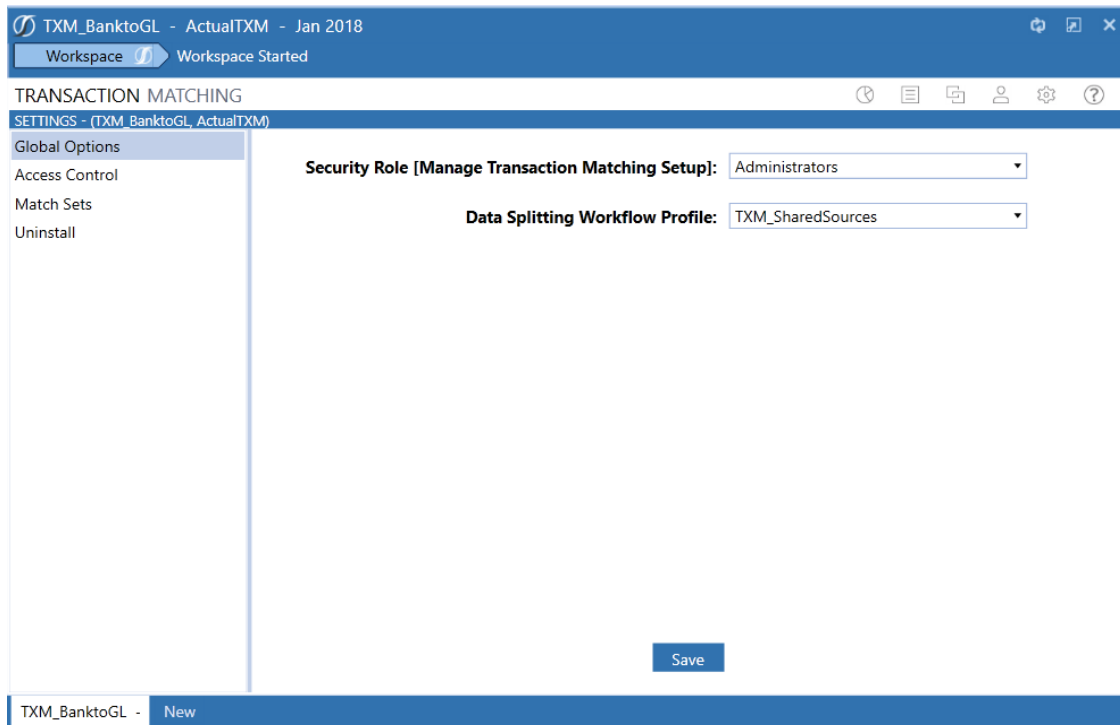 TXM_BanktoGL - ActualTXM - Jan 2018
Workspace Workspace Started
TRANSACTION MATCHING
SETTINGS - (TXM_BanktoGL, ActualTXM)
Global Options
Access Control
Match Sets
Uninstall
Security Role [Manage Transaction Matching Setup]: Administrators
Data Splitting Workflow Profile: TXM_SharedSources
Save
TXM_BanktoGL - New